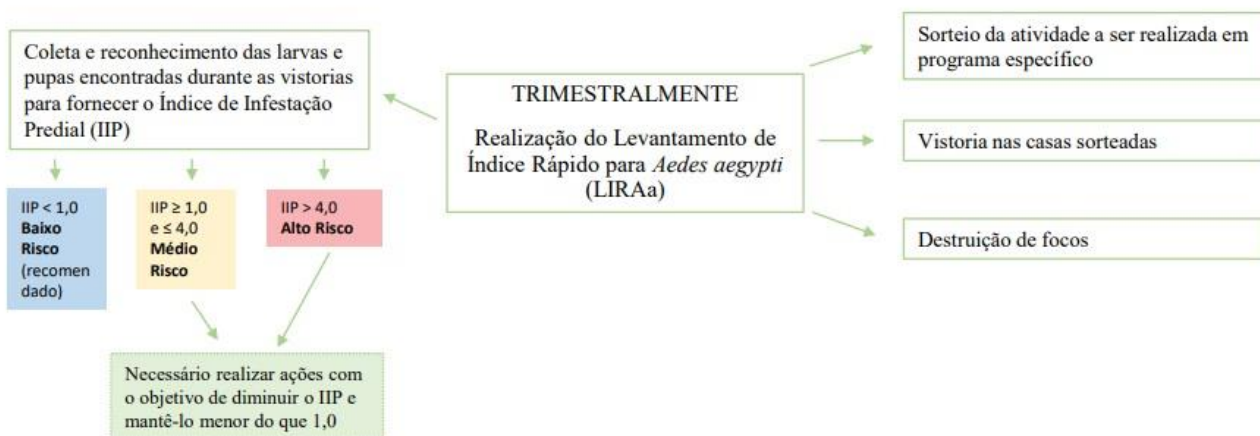 Coleta e reconhecimento das larvas e
pupas encontradas durante as vistorias
para fornecer o Índice de Infestação
Predial (IIP)
IIP < 1,0
Baixo
Risco
(recomen
dado)
IIP ≥ 1,0
e ≤ 4,0
Médio
Risco
IIP > 4,0
Alto Risco
Necessário realizar ações com
o objetivo de diminuir o IIP e
mantê-lo menor do que 1,0
TRIMESTRALMENTE
Realização do Levantamento de
Índice Rápido para Aedes aegypti
(LIRAa)
Sorteio da atividade a ser realizada em
programa específico
Vistoria nas casas sorteadas
Destruição de focos